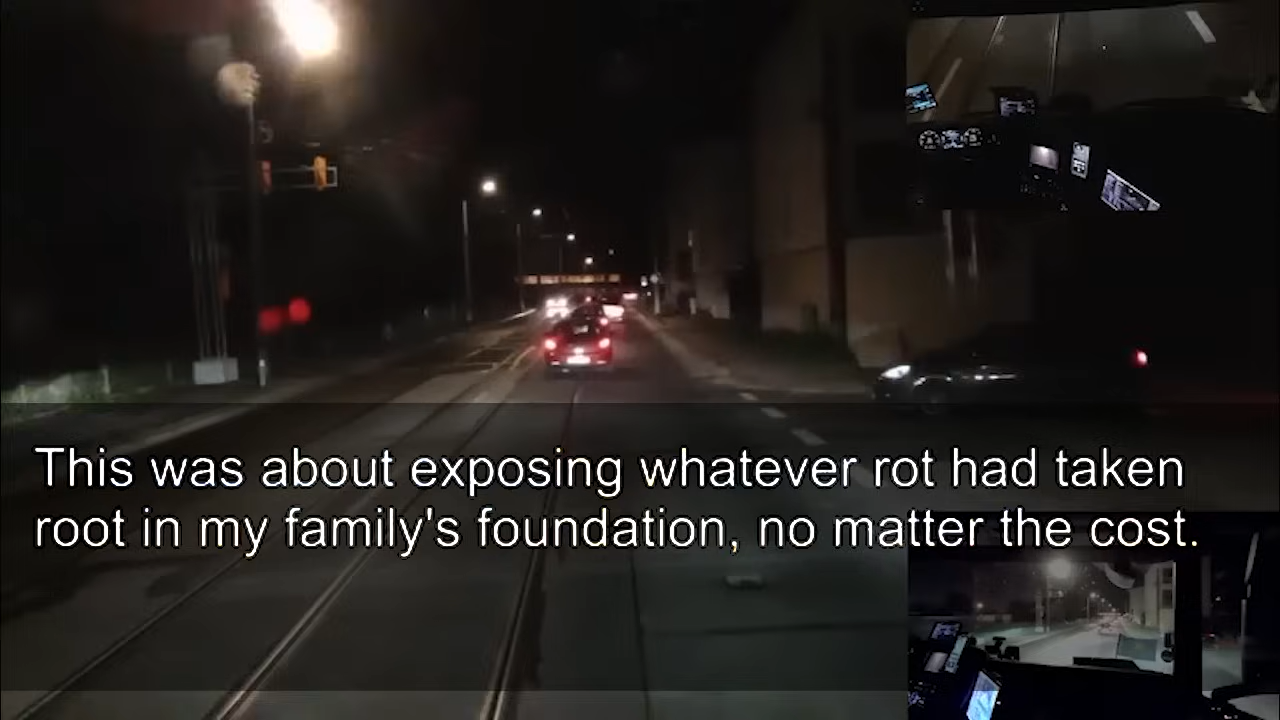 This was about exposing whatever rot had taken
root in my family's foundation, no matter the cost.